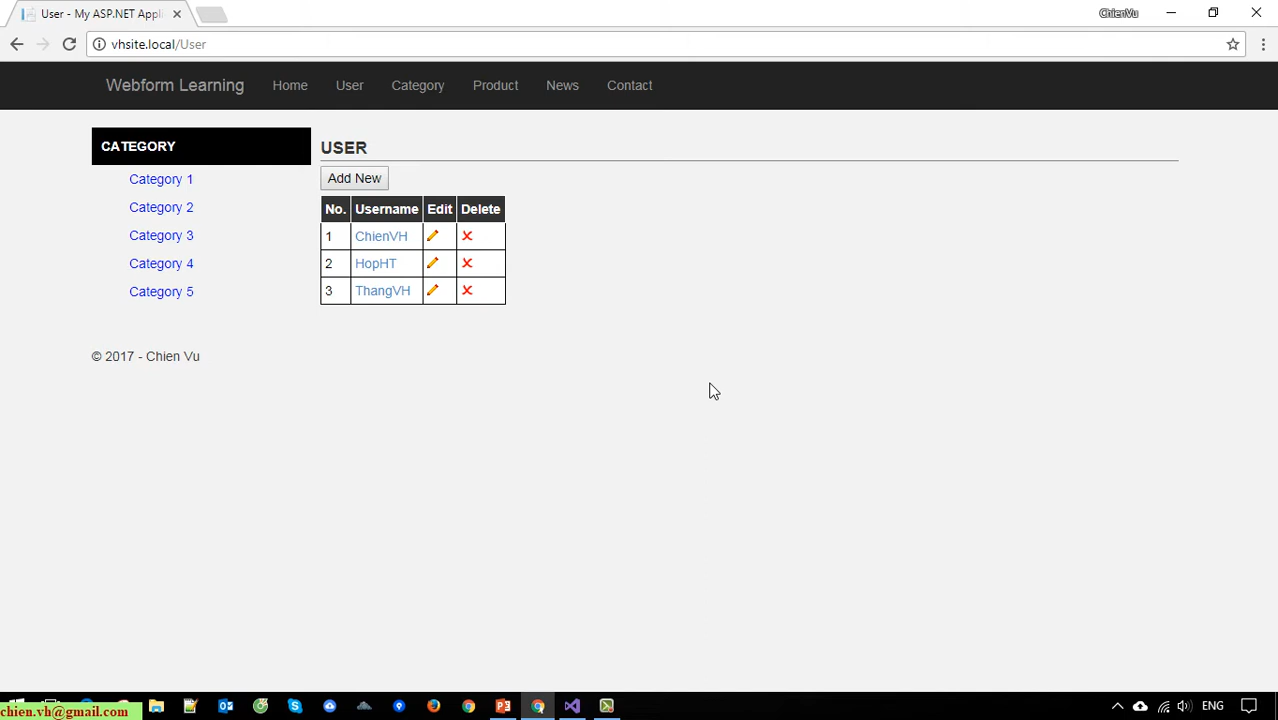 User - My ASP.NET Appli
ChienVu
vhsite.local/User
Webform Learning Home User Category Product News Contact
CATEGORY
Category 1
Category 2
Category 3
Category 4
Category 5
USER
Add New
No. Username Edit Delete
1 ChienVH
2 HopHT
3 ThangVH
© 2017 - Chien Vu
chien.vh@gmail.com
ENG